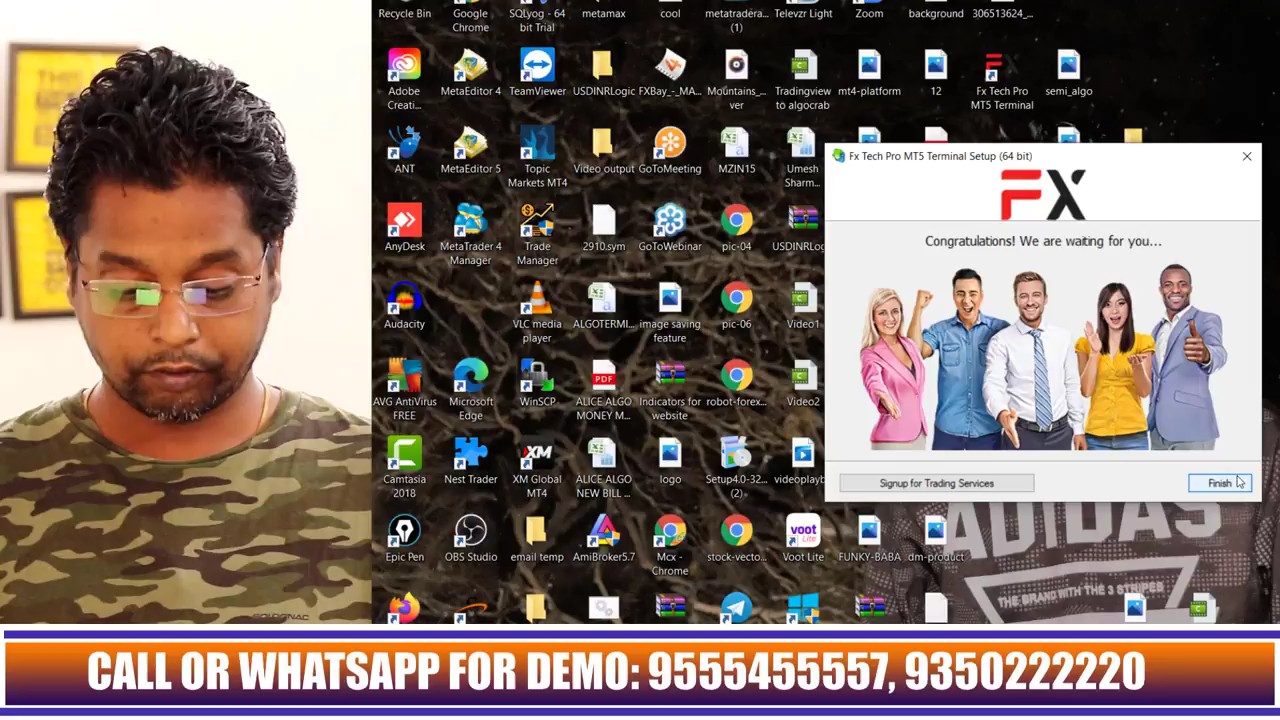 Recycle Bin
Google
Chrome
SQLyog - 64
bit Trial
metamax
cool
metatradera...
(1)
Televzr Light
Zoom
background
306513624_...
Adobe
Creati...
MetaEditor 4
TeamViewer
USDINRLogic
FXBay_-_MA...
Mountains_...
ver
Tradingview
to algocrab
mt4-platform
12
Fx Tech Pro
MT5 Terminal
semi_algo
ANT
MetaEditor 5
Topic
Markets MT4
Video output
GoToMeeting
MZIN15
Umesh
Sharm...
AnyDesk
MetaTrader 4
Manager
Trade
Manager
2910.sym
GoToWebinar
pic-04
USDINRLog
Audacity
VLC media
player
ALGOTERMI...
image saving
feature
pic-06
Video1
AVG AntiVirus
FREE
Microsoft
Edge
WinSCP
PDF
ALICE ALGO
MONEY M...
Indicators for
website
robot-forex...
Video2
Camtasia
2018
Nest Trader
XM
XM Global
MT4
ALICE ALGO
NEW BILL ...
logo
Setup4.0-32...
(2)
videoplayb
Epic Pen
OBS Studio
email temp
AmiBroker5.7
Mcx -
Chrome
stock-vecto...
voot
Lite
Voot Lite
FUNKY-BABA
dm-product
Fx Tech Pro MT5 Terminal Setup (64 bit)
FX
Congratulations! We are waiting for you...
Signup for Trading Services
Finish
ADIDAS
THE BRAND WITH THE 3 STRIPES
CALL OR WHATSAPP FOR DEMO: 9555455557, 9350222220